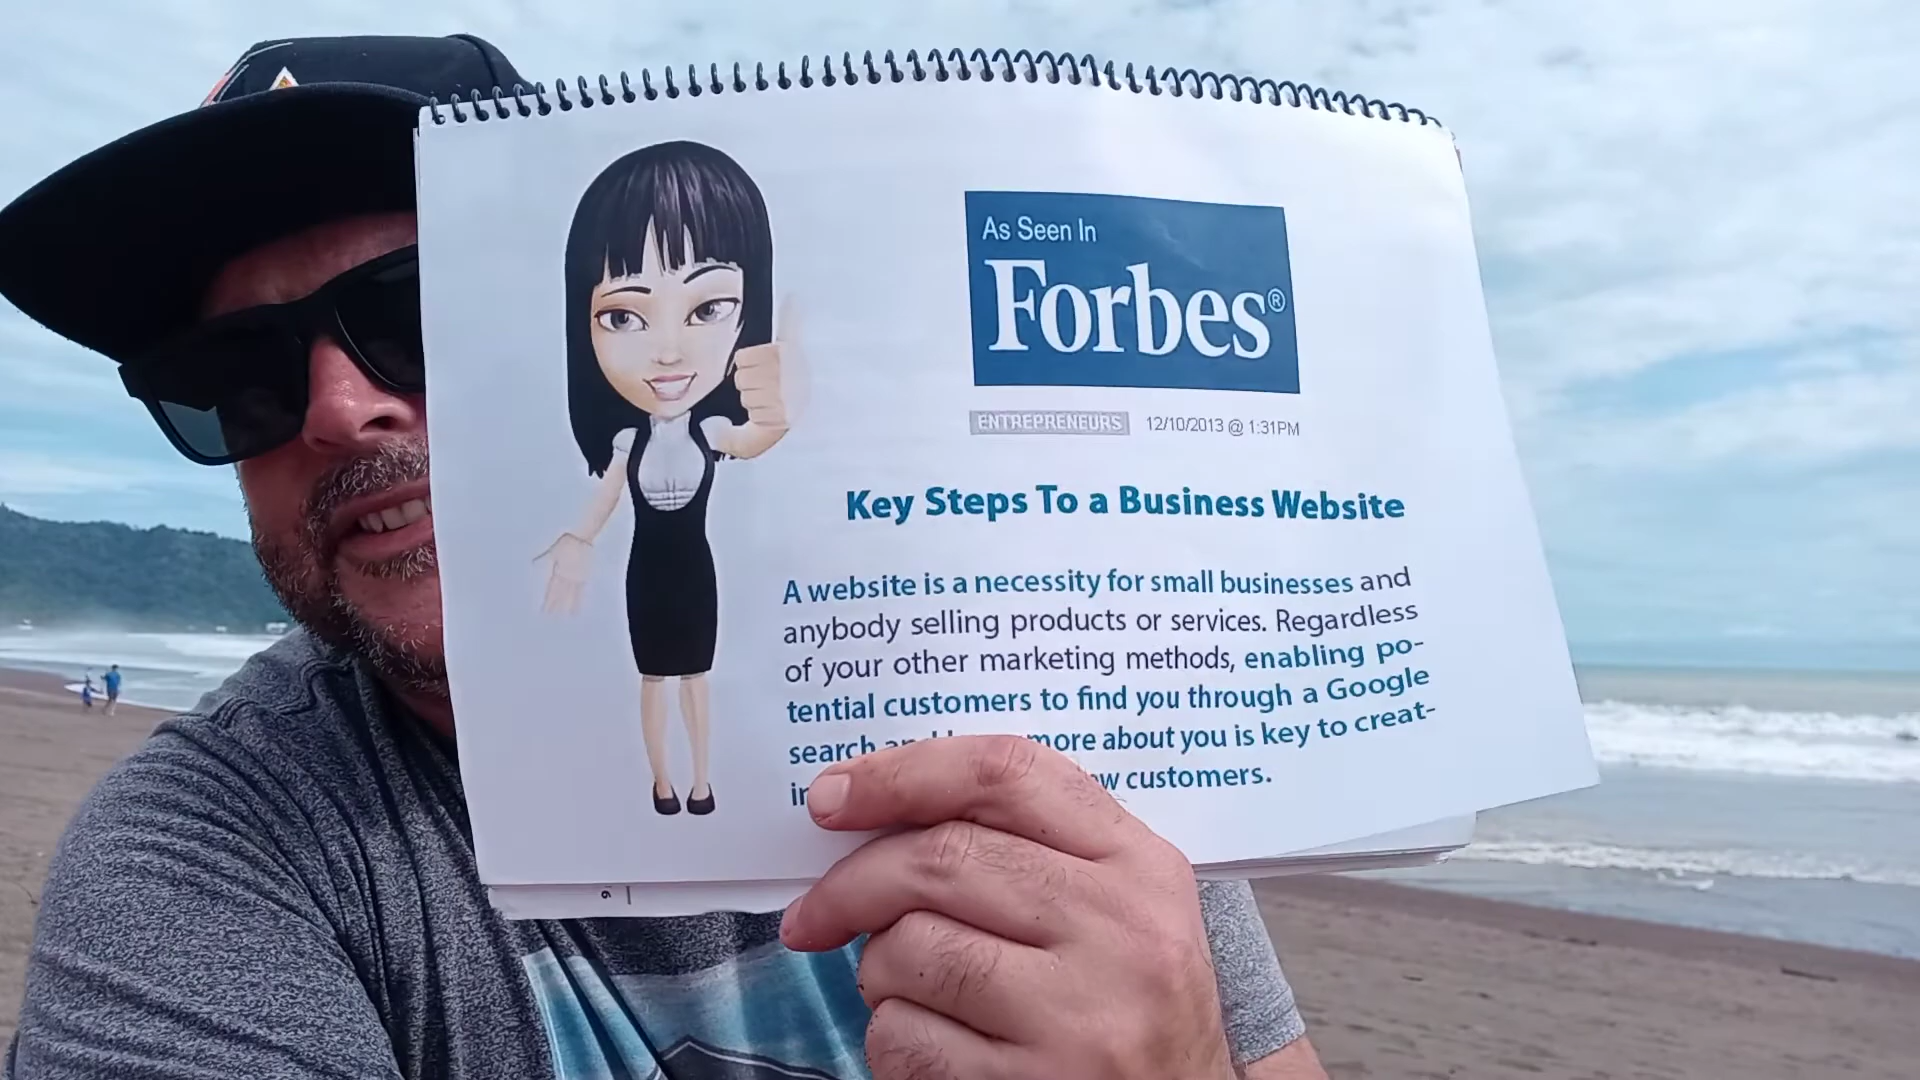 As Seen In
Forbes®
ENTREPRENEURS 12/10/2013 @ 1:31PM
Key Steps To a Business Website
A website is a necessity for small businesses and
anybody selling products or services. Regardless
of your other marketing methods, enabling po-
tential customers to find you through a Google
search more about you is key to creat-
customers.